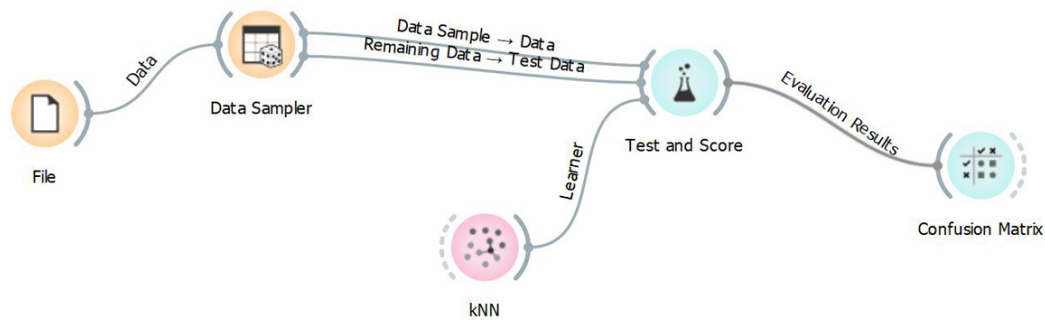 Data Sample → Data
Remaining Data → Test Data
Data
Data Sampler
Evaluation Results
Test and Score
File
Learner
Confusion Matrix
kNN